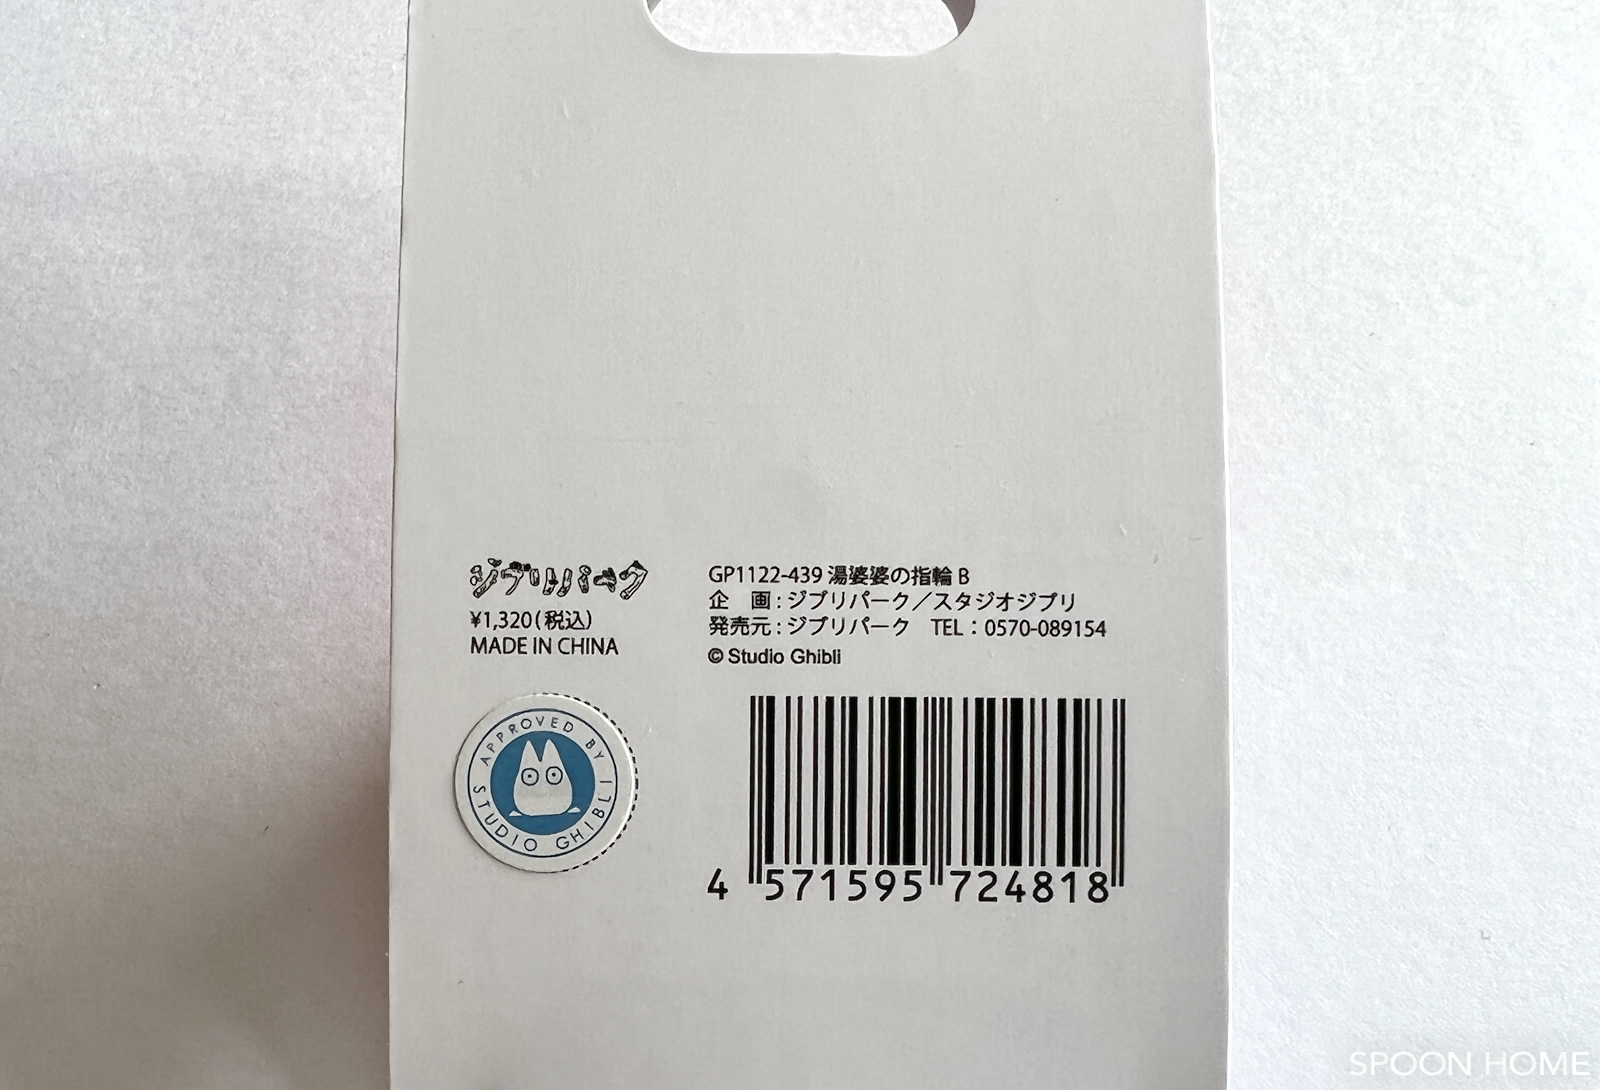 ジブリパーク
¥1,320(税込)
MADE IN CHINA
GP1122-439 湯婆婆の指輪 B
企　画 : ジブリパーク／スタジオジブリ
発売元 : ジブリパーク　TEL : 0570-089154
© Studio Ghibli
APPROVED BY
STUDIO GHIBLI
4 571595 724818
SPOON HOME